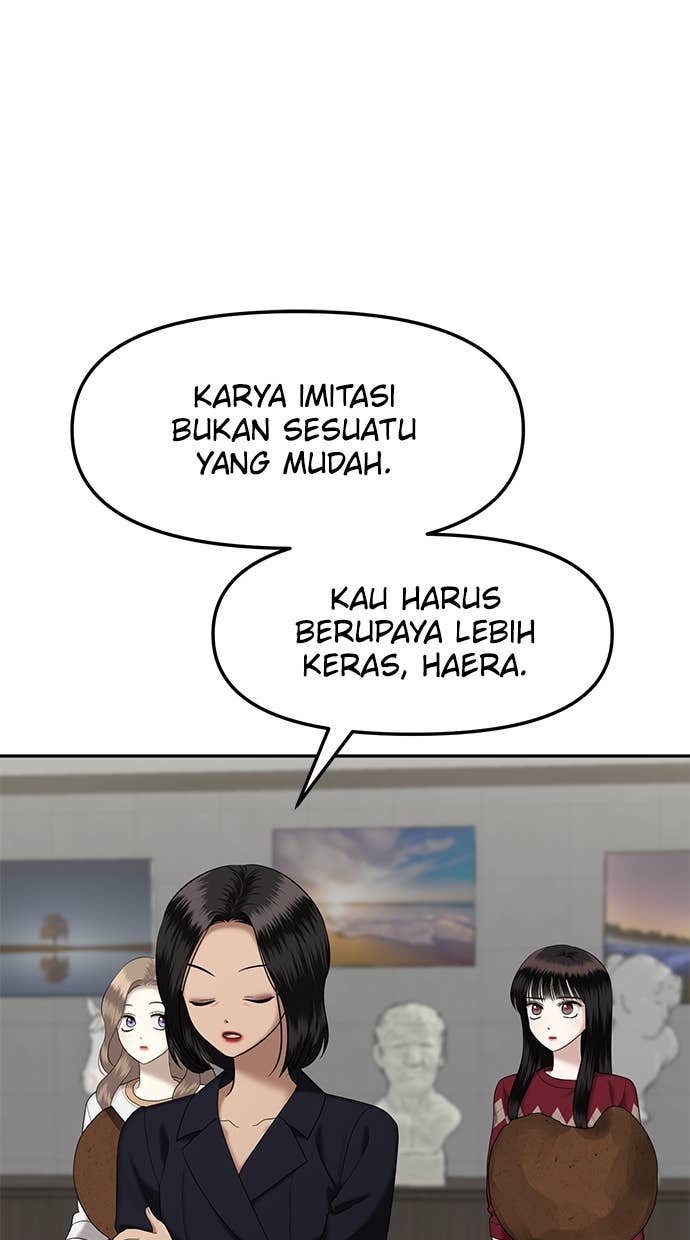 KARYA IMITASI
BUKAN SESUATU
YANG MUDAH.
KAU HARUS
BERUPAYA LEBIH
KERAS, HAERA.